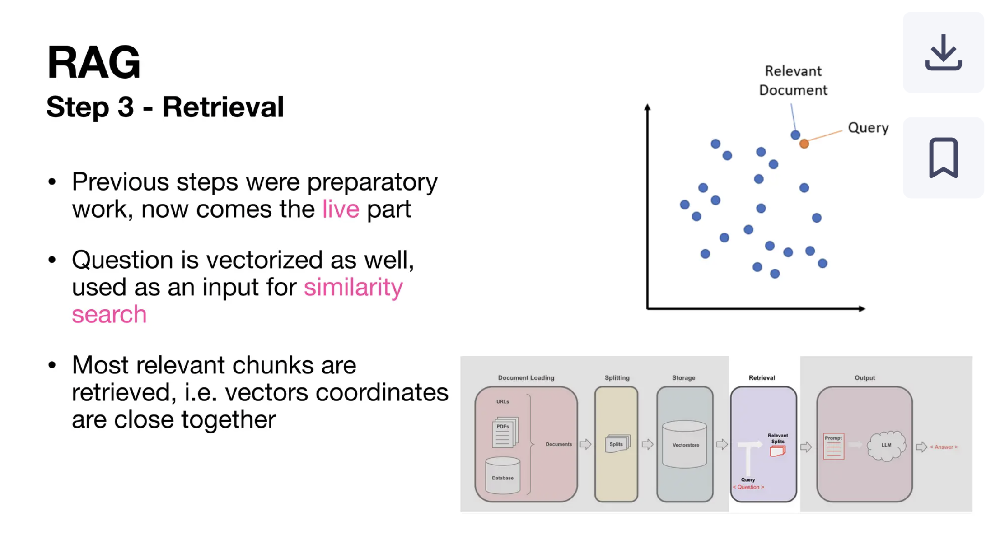 RAG
Step 3 - Retrieval
• Previous steps were preparatory
work, now comes the live part
• Question is vectorized as well,
used as an input for similarity
search
• Most relevant chunks are
retrieved, i.e. vectors coordinates
are close together
Relevant
Document
Query
Document Loading
URLs
PDFs
Documents
Database
Splitting
Splits
Storage
Vectorstore
Retrieval
Relevant
Splits
Query
< Question >
Output
Prompt
LLM
< Answer >